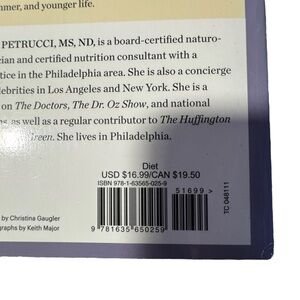 nmer, and younger life.
PETRUCCI, MS, ND, is a board-certified naturo-
cian and certified nutrition consultant with a
tice in the Philadelphia area. She is also a concierge
elebrities in Los Angeles and New York. She is a
on The Doctors, The Dr. Oz Show, and national
ns, as well as a regular contributor to The Huffington
Green. She lives in Philadelphia.
Diet
USD $16.99/CAN $19.50
ISBN 978-1-63565-025-9
51699>
9 781635 650259
TC 048111
by Christina Gaugler
graphs by Keith Major